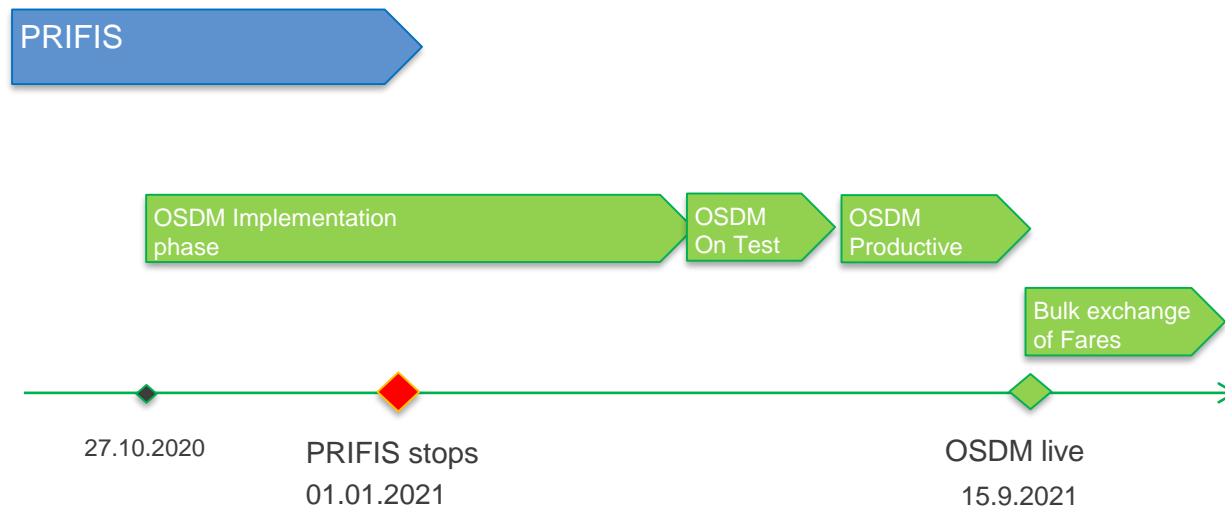 PRIFIS
OSDM Implementation
phase
OSDM
On Test
OSDM
Productive
Bulk exchange
of Fares
27.10.2020
PRIFIS stops
01.01.2021
OSDM live
15.9.2021